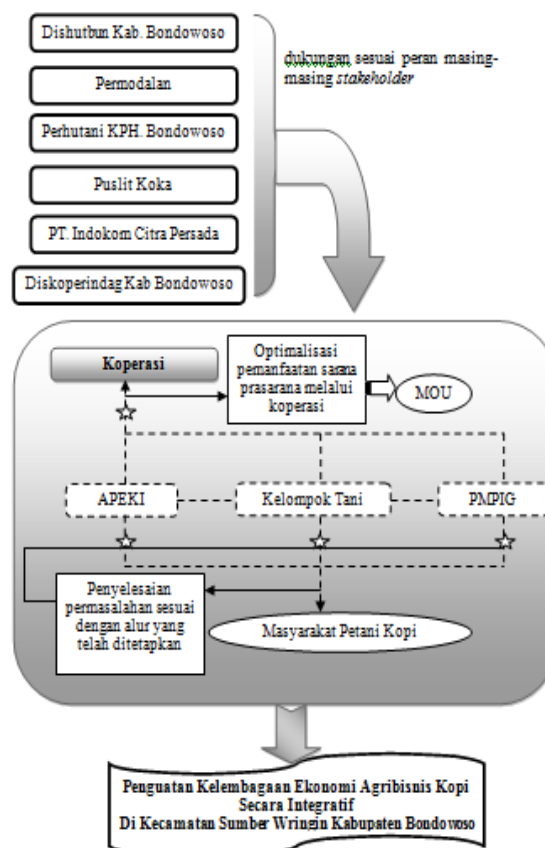 Dishutbun Kab. Bondowoso
Permodalan
Perhutani KPH. Bondowoso
Puslit Koka
PT. Indokom Citra Persada
Diskoperindag Kab Bondowoso
dukungan sesuai peran masing-
masing stakeholder
Koperasi
Optimalisasi
pemanfaatan sarana
prasarana melalui
koperasi
MOU
APEKI
Kelompok Tani
PMPIG
Penyelesaian
permasalahan sesuai
dengan alur yang
telah ditetapkan
Masyarakat Petani Kopi
Penguatan Kelembagaan Ekonomi Agribisnis Kopi
Secara Integratif
Di Kecamatan Sumber Wringin Kabupaten Bondowoso